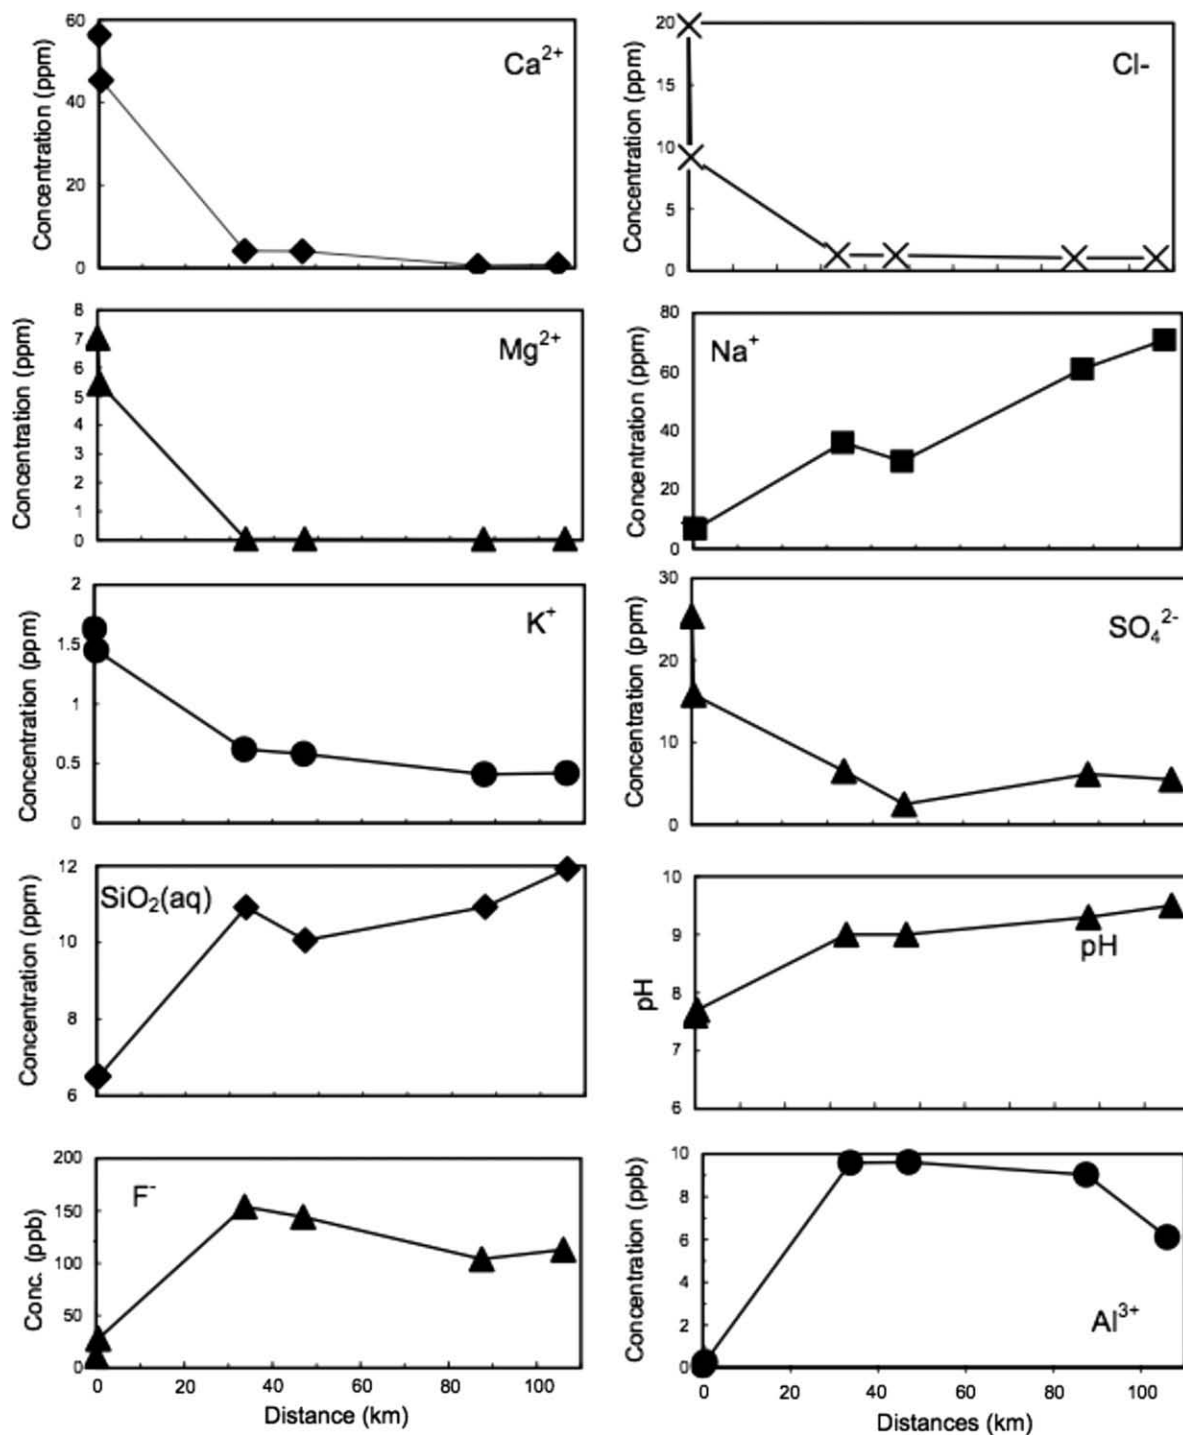 Concentration (ppm)
60
40
20
0
Ca²⁺
Concentration (ppm)
20
15
10
5
0
Cl-
Concentration (ppm)
8
7
6
5
4
3
2
1
0
Mg²⁺
Concentration (ppm)
80
60
40
20
0
Na⁺
Concentration (ppm)
2
1.5
1
0.5
0
K⁺
Concentration (ppm)
30
20
10
0
SO₄²⁻
Concentration (ppm)
12
10
8
6
SiO₂(aq)
pH
10
9
8
7
6
pH
Conc. (ppb)
200
150
100
50
0
F⁻
0 20 40 60 80 100
Distance (km)
Concentration (ppb)
10
8
6
4
2
0
Al³⁺
0 20 40 60 80 100
Distances (km)